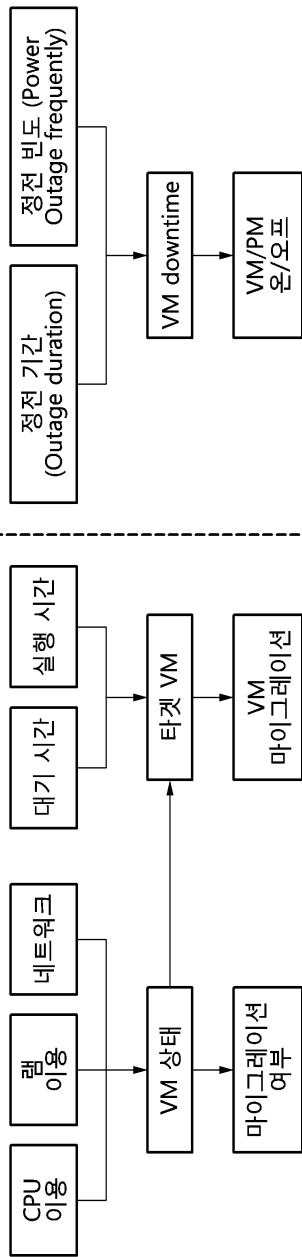 CPU
이용
램
이용
네트워크
대기 시간
실행 시간
정전 기간
(Outage duration)
정전 빈도 (Power
Outage frequently)
VM 상태
타겟 VM
VM downtime
마이그레이션
여부
VM
마이그레이션
VM/PM
온/오프